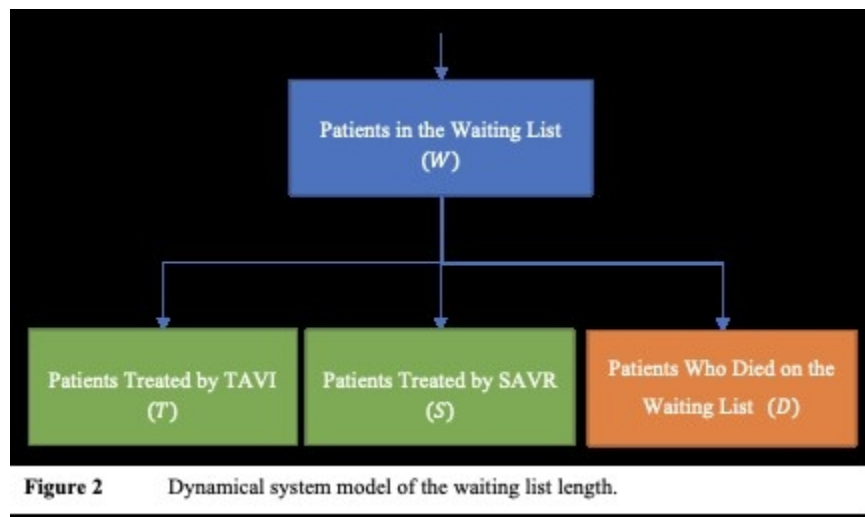 Patients in the Waiting List
(W)
Patients Treated by TAVI
(T)
Patients Treated by SAVR
(S)
Patients Who Died on the
Waiting List (D)
Figure 2 Dynamical system model of the waiting list length.